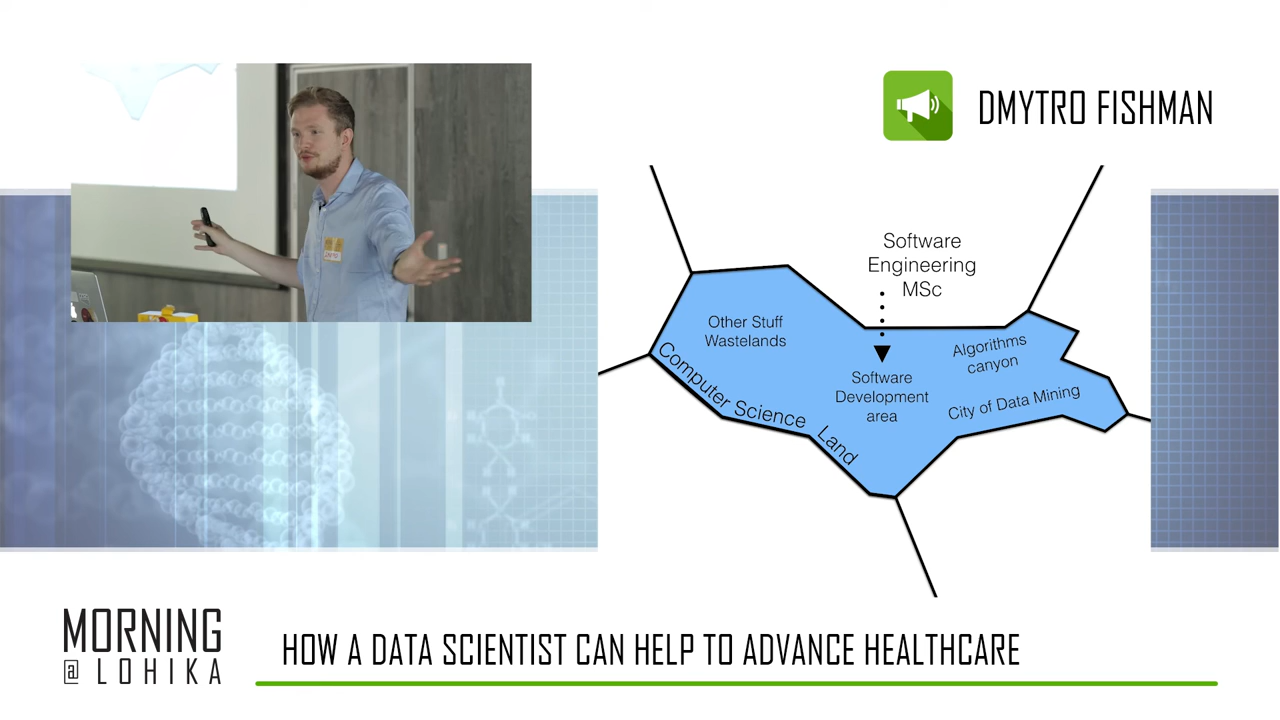 DMYTRO FISHMAN
Software
Engineering
MSc
Other Stuff
Wastelands
Algorithms
canyon
Software
Development
area
City of Data Mining
Computer Science Land
MORNING
@LOHIKA
HOW A DATA SCIENTIST CAN HELP TO ADVANCE HEALTHCARE